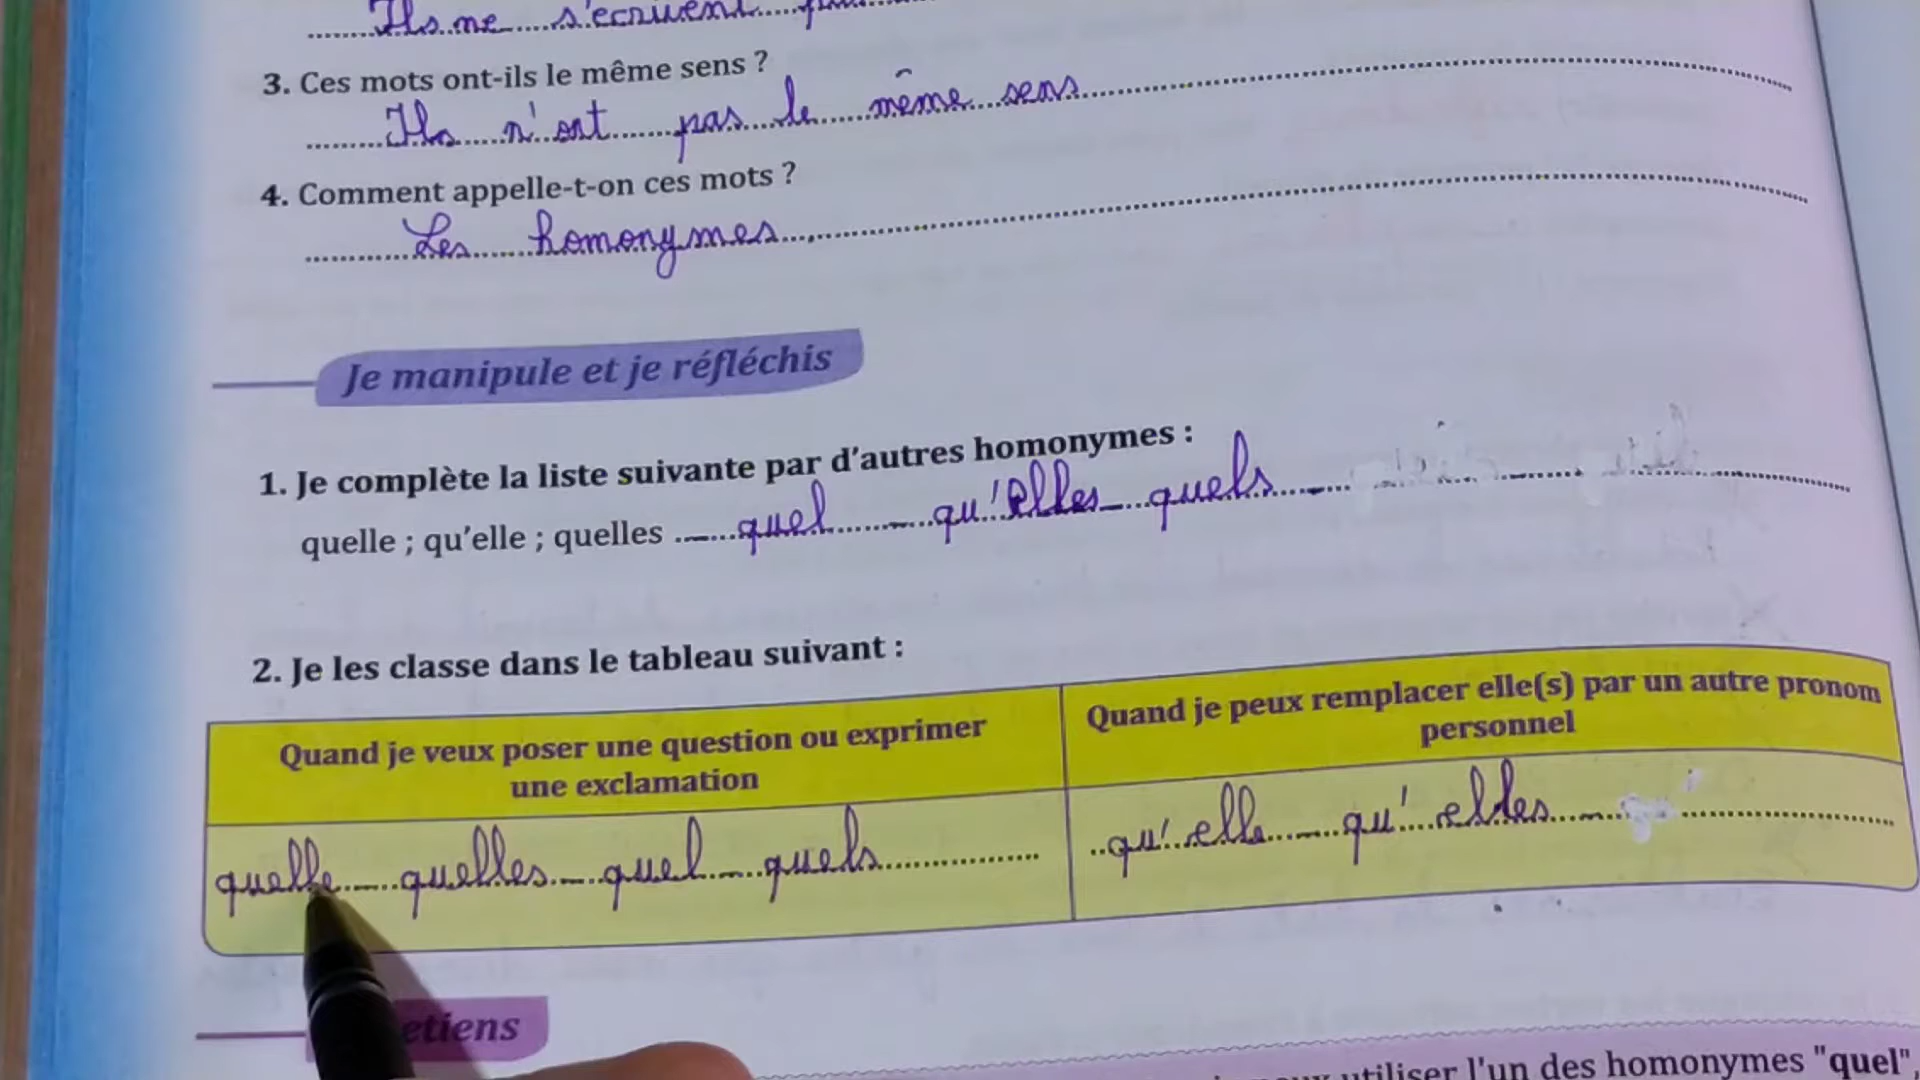 Ils ne s'écrivent
3. Ces mots ont-ils le même sens ?
Ils n'ont pas le même sens
4. Comment appelle-t-on ces mots ?
Les homonymes
Je manipule et je réfléchis
1. Je complète la liste suivante par d'autres homonymes :
quelle ; qu'elle ; quelles - quel - qu'elles - quels -
2. Je les classe dans le tableau suivant :
Quand je veux poser une question ou exprimer
une exclamation
Quand je peux remplacer elle(s) par un autre pronom
personnel
quelle - quelles - quel - quels
qu'elle - qu'elles -
etiens
utiliser l'un des homonymes "quel",